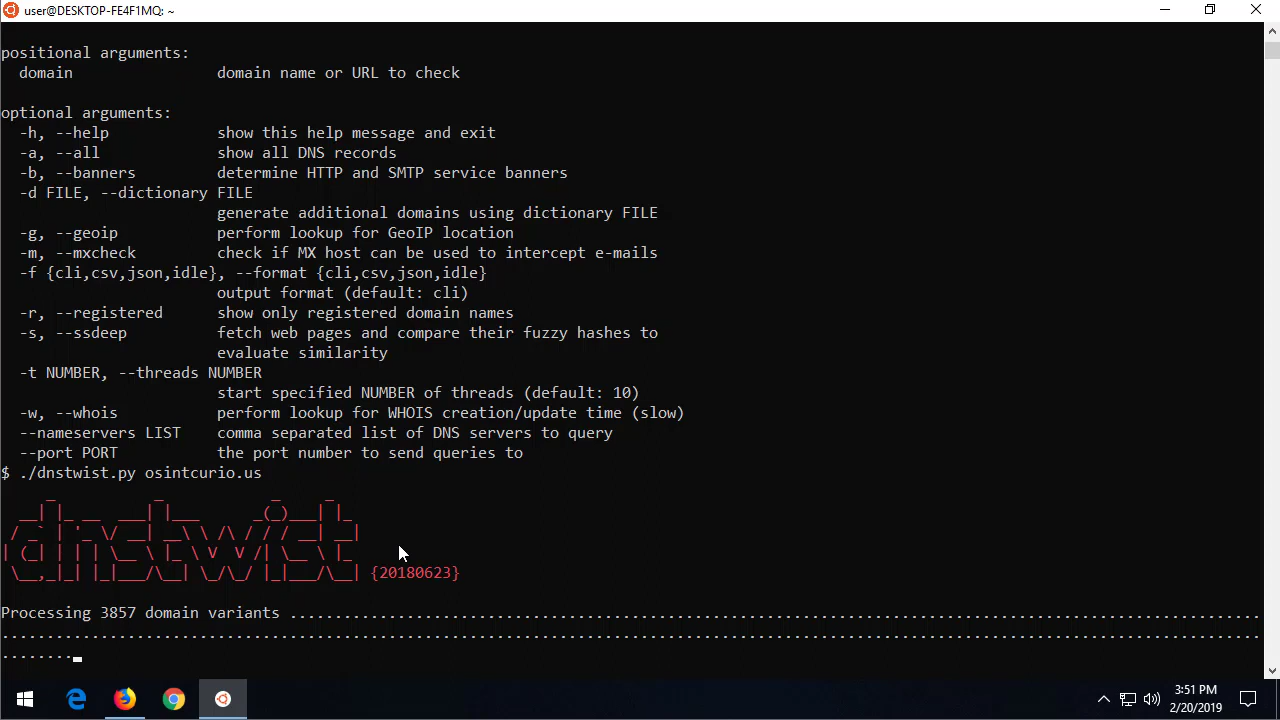 user@DESKTOP-FE4F1MQ: ~
positional arguments:
domain domain name or URL to check
optional arguments:
-h, --help show this help message and exit
-a, --all show all DNS records
-b, --banners determine HTTP and SMTP service banners
-d FILE, --dictionary FILE
generate additional domains using dictionary FILE
-g, --geoip perform lookup for GeoIP location
-m, --mxcheck check if MX host can be used to intercept e-mails
-f {cli,csv,json,idle}, --format {cli,csv,json,idle}
output format (default: cli)
-r, --registered show only registered domain names
-s, --ssdeep fetch web pages and compare their fuzzy hashes to
evaluate similarity
-t NUMBER, --threads NUMBER
start specified NUMBER of threads (default: 10)
-w, --whois perform lookup for WHOIS creation/update time (slow)
--nameservers LIST comma separated list of DNS servers to query
--port PORT the port number to send queries to
$ ./dnstwist.py osintcurio.us
dnstwist {20180623}
Processing 3857 domain variants ............................................................................................................
............................................................................................................................................
........
3:51 PM
2/20/2019